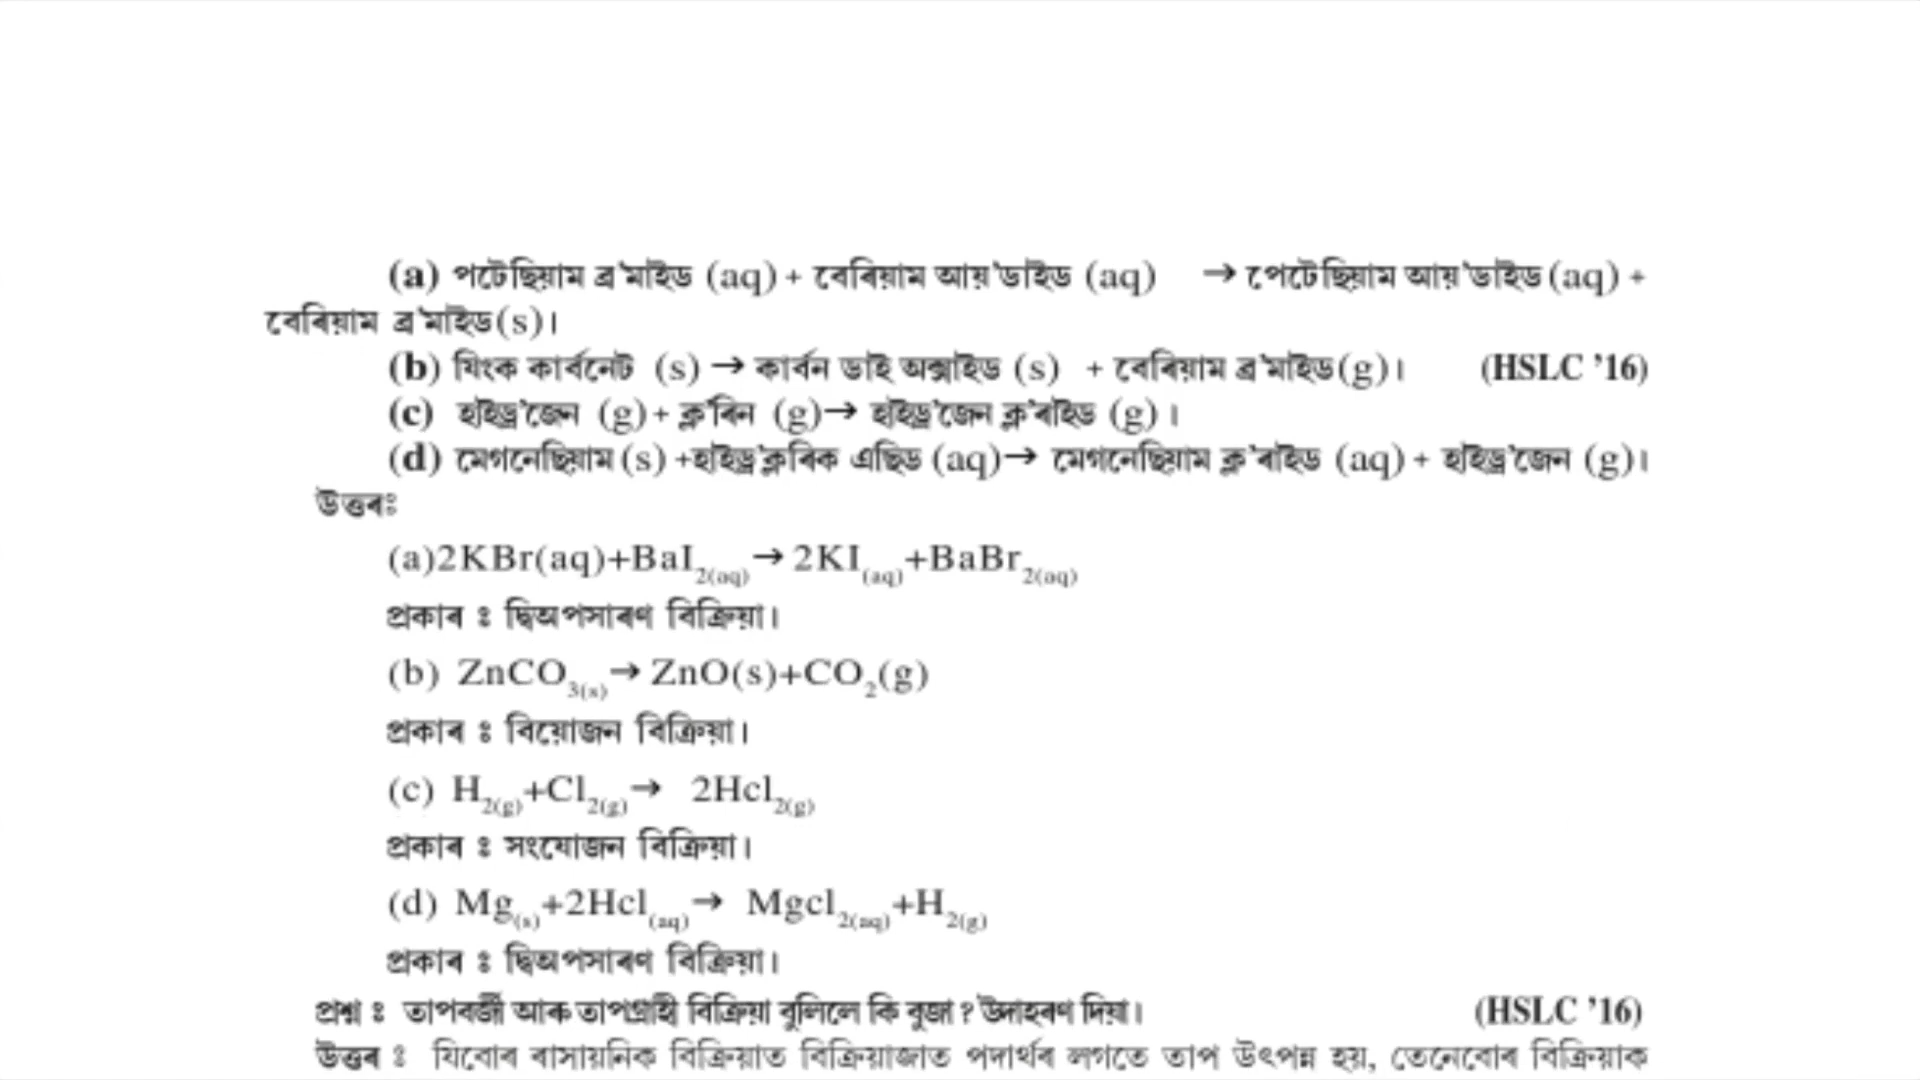 (a) পটেছিয়াম ব্ৰ'মাইড (aq) + বেৰিয়াম আয়'ডাইড (aq) → পেটেছিয়াম আয়'ডাইড (aq) +
বেৰিয়াম ব্ৰ'মাইড(s)।
(b) যিংক কাৰ্বনেট (s) → কাৰ্বন ডাই অক্সাইড (s) + বেৰিয়াম ব্ৰ'মাইড(g)। (HSLC ’16)
(c) হাইড্ৰ'জেন (g) + ক্ল'ৰিন (g)→ হাইড্ৰ'জেন ক্ল'ৰাইড (g) ।
(d) মেগনেছিয়াম (s) +হাইড্ৰ'ক্লৰিক এছিড (aq)→ মেগনেছিয়াম ক্ল'ৰাইড (aq) + হাইড্ৰ'জেন (g)।
উত্তৰঃ
(a)2KBr(aq)+BaI₂(aq)→2KI(aq)+BaBr₂(aq)
প্ৰকাৰ ঃ দ্বিঅপসাৰণ বিক্ৰিয়া।
(b) ZnCO₃(s)→ZnO(s)+CO₂(g)
প্ৰকাৰ ঃ বিয়োজন বিক্ৰিয়া।
(c) H₂(g)+Cl₂(g)→ 2Hcl₂(g)
প্ৰকাৰ ঃ সংযোজন বিক্ৰিয়া।
(d) Mg(s)+2Hcl(aq)→ Mgcl₂(aq)+H₂(g)
প্ৰকাৰ ঃ দ্বিঅপসাৰণ বিক্ৰিয়া।
প্ৰশ্ন ঃ তাপবৰ্জী আৰু তাপগ্ৰাহী বিক্ৰিয়া বুলিলে কি বুজা ? উদাহৰণ দিয়া। (HSLC ’16)
উত্তৰ ঃ যিবোৰ ৰাসায়নিক বিক্ৰিয়াত বিক্ৰিয়াজাত পদাৰ্থৰ লগতে তাপ উৎপন্ন হয়, তেনেবোৰ বিক্ৰিয়াক